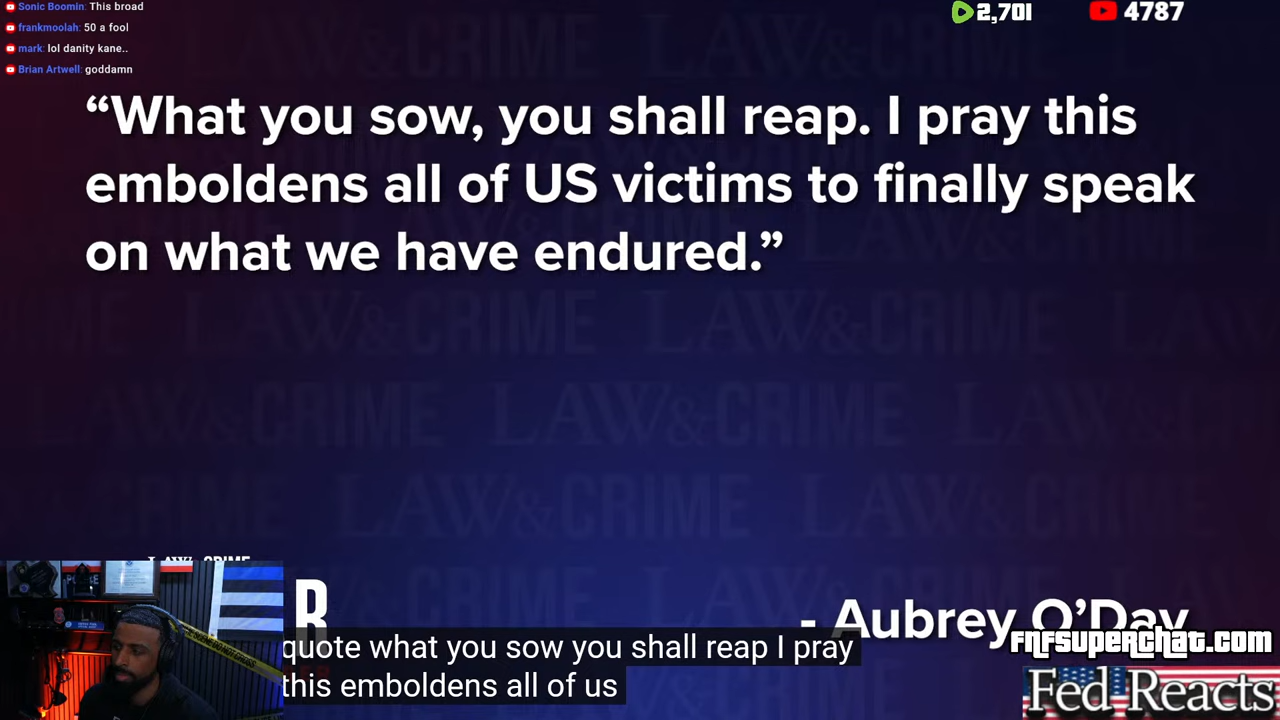 Sonic Boomin: This broad
frankmoolah: 50 a fool
mark: lol danity kane..
Brian Artwell: goddamn
2,701
4787
“What you sow, you shall reap. I pray this
emboldens all of US victims to finally speak
on what we have endured.”
LAW&CRIME
R
- Aubrey O’Day
quote what you sow you shall reap I pray
this emboldens all of us
FNFSUPERCHAT.COM
Fed Reacts